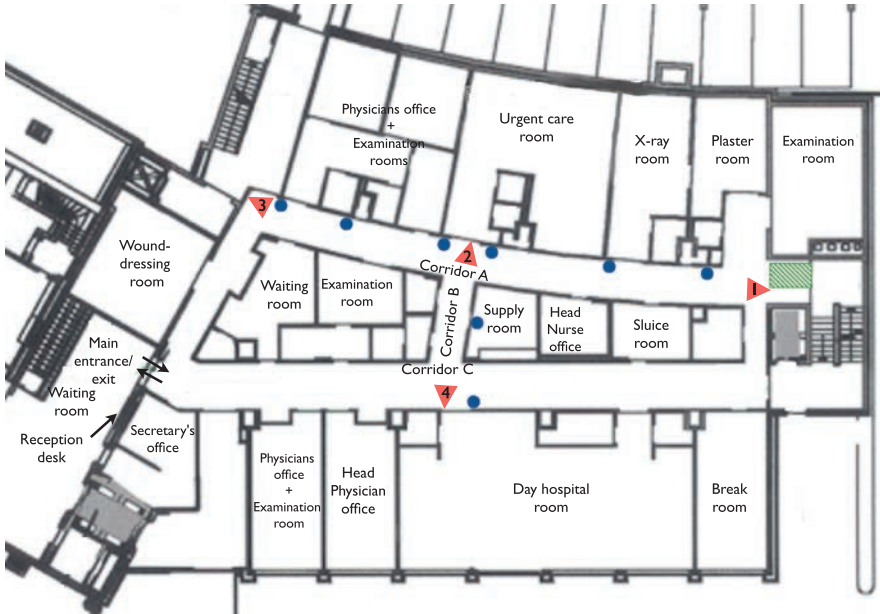 Physicians office
+
Examination
rooms
Urgent care
room
X-ray
room
Plaster
room
Examination
room
3
2
1
Wound-
dressing
room
Corridor A
Waiting
room
Examination
room
Corridor B
Supply
room
Head
Nurse
office
Sluice
room
Main
entrance/
exit
Corridor C
4
Waiting
room
Reception
desk
Secretary's
office
Physicians
office
+
Examination
room
Head
Physician
office
Day hospital
room
Break
room